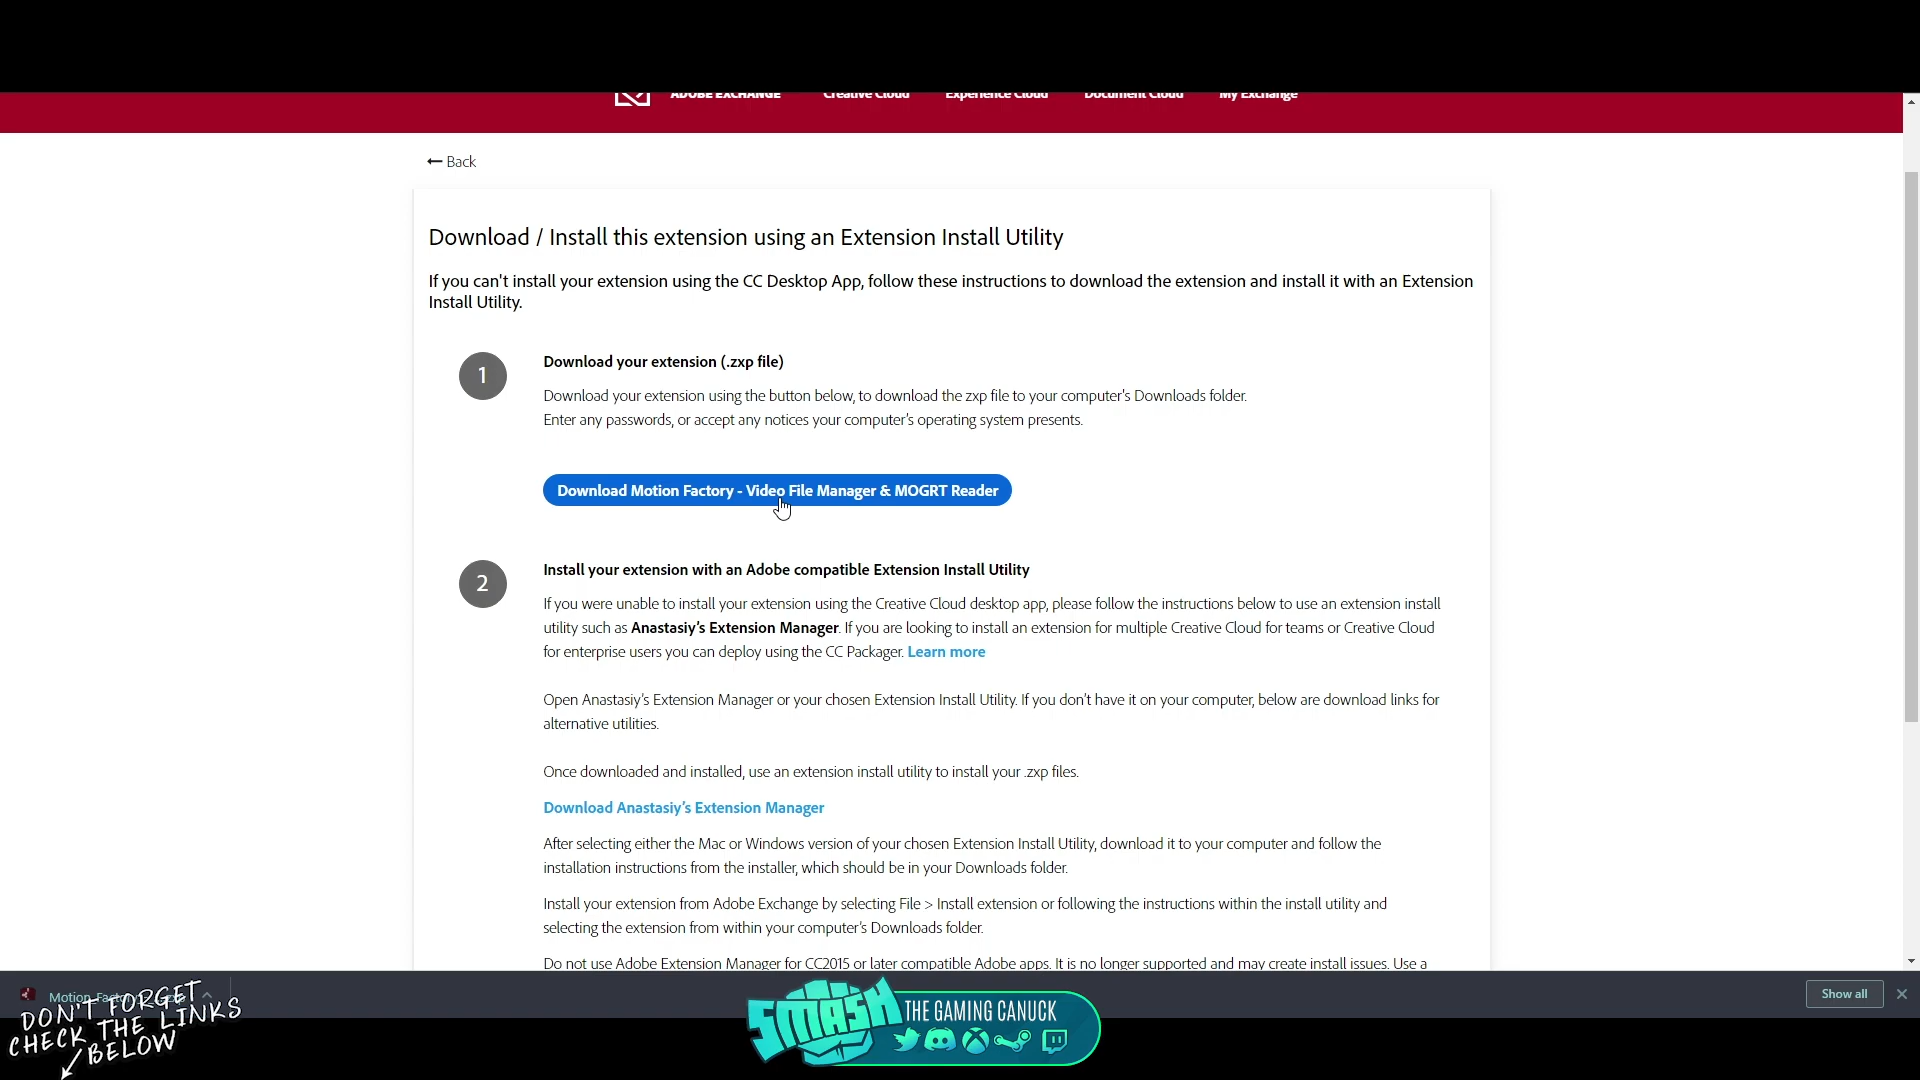 ADOBE EXCHANGE Creative Cloud Experience Cloud Document Cloud My Exchange
← Back
Download / Install this extension using an Extension Install Utility
If you can't install your extension using the CC Desktop App, follow these instructions to download the extension and install it with an Extension
Install Utility.
1
Download your extension (.zxp file)
Download your extension using the button below, to download the zxp file to your computer's Downloads folder.
Enter any passwords, or accept any notices your computer's operating system presents.
Download Motion Factory - Video File Manager & MOGRT Reader
2
Install your extension with an Adobe compatible Extension Install Utility
If you were unable to install your extension using the Creative Cloud desktop app, please follow the instructions below to use an extension install
utility such as Anastasiy’s Extension Manager. If you are looking to install an extension for multiple Creative Cloud for teams or Creative Cloud
for enterprise users you can deploy using the CC Packager. Learn more
Open Anastasiy’s Extension Manager or your chosen Extension Install Utility. If you don’t have it on your computer, below are download links for
alternative utilities.
Once downloaded and installed, use an extension install utility to install your .zxp files.
Download Anastasiy’s Extension Manager
After selecting either the Mac or Windows version of your chosen Extension Install Utility, download it to your computer and follow the
installation instructions from the installer, which should be in your Downloads folder.
Install your extension from Adobe Exchange by selecting File > Install extension or following the instructions within the install utility and
selecting the extension from within your computer’s Downloads folder.
Do not use Adobe Extension Manager for CC2015 or later compatible Adobe apps. It is no longer supported and may create install issues. Use a
Show all
DON'T FORGET
CHECK THE LINKS
BELOW
SMASH
THE GAMING CANUCK